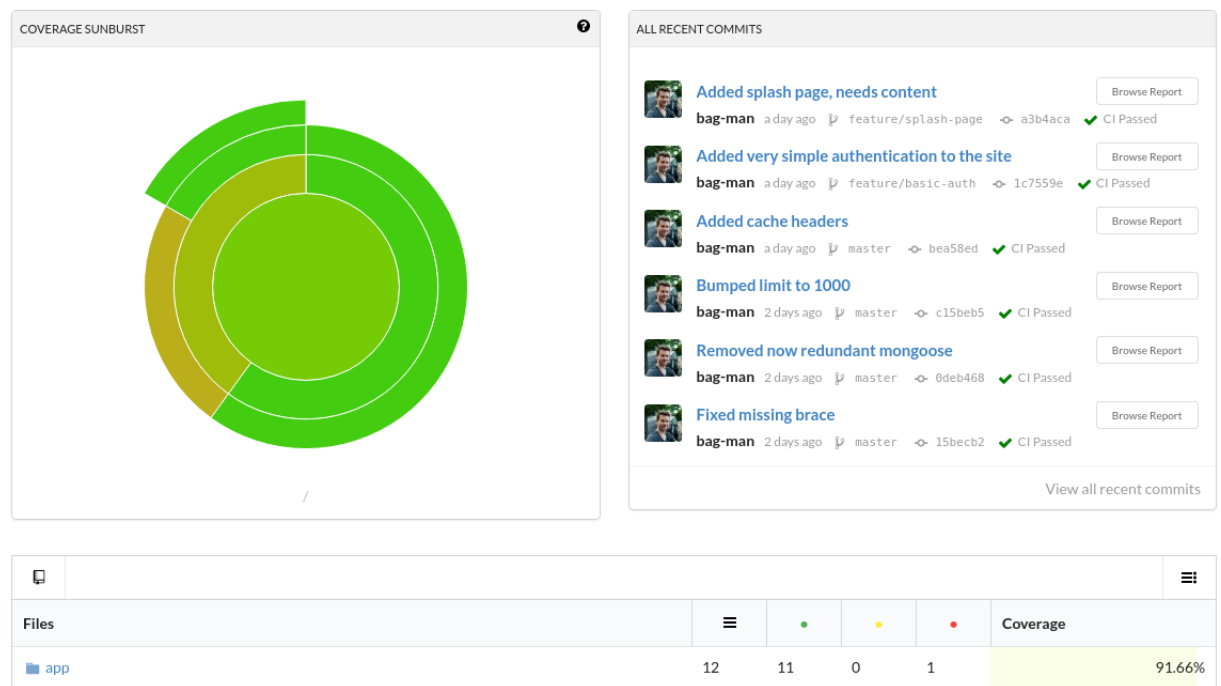 COVERAGE SUNBURST
/
ALL RECENT COMMITS
Added splash page, needs content
Browse Report
bag-man a day ago feature/splash-page a3b4aca CI Passed
Added very simple authentication to the site
Browse Report
bag-man a day ago feature/basic-auth 1c7559e CI Passed
Added cache headers
Browse Report
bag-man a day ago master bea58ed CI Passed
Bumped limit to 1000
Browse Report
bag-man 2 days ago master c15beb5 CI Passed
Removed now redundant mongoose
Browse Report
bag-man 2 days ago master 0deb468 CI Passed
Fixed missing brace
Browse Report
bag-man 2 days ago master 15becb2 CI Passed
View all recent commits
Files Coverage
app 12 11 0 1 91.66%